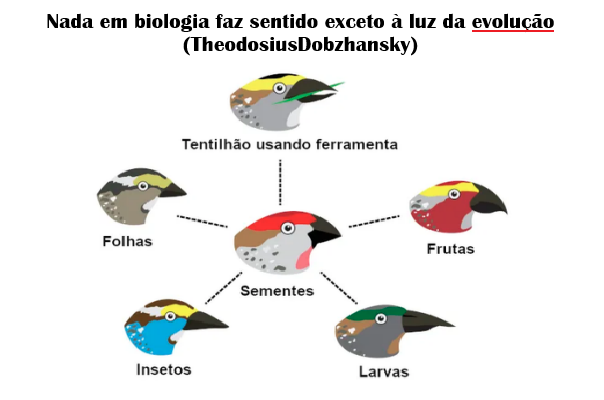 Nada em biologia faz sentido exceto à luz da evolução
(TheodosiusDobzhansky)
Tentilhão usando ferramenta
Folhas
Frutas
Sementes
Insetos
Larvas